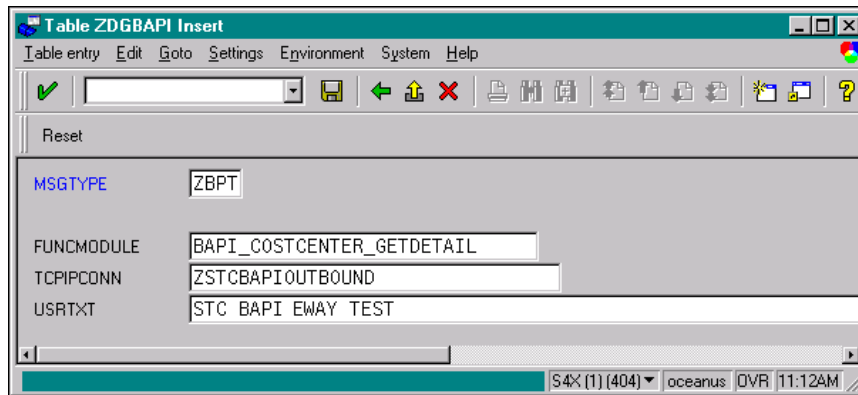 Table ZDGBAPI Insert
Table entry Edit Goto Settings Environment System Help
Reset
MSGTYPE ZBPT
FUNCMODULE BAPI_COSTCENTER_GETDETAIL
TCPIPCONN ZSTCBAPIOUTBOUND
USRTXT STC BAPI EWAY TEST
S4X (1) (404) oceanus OVR 11:12AM